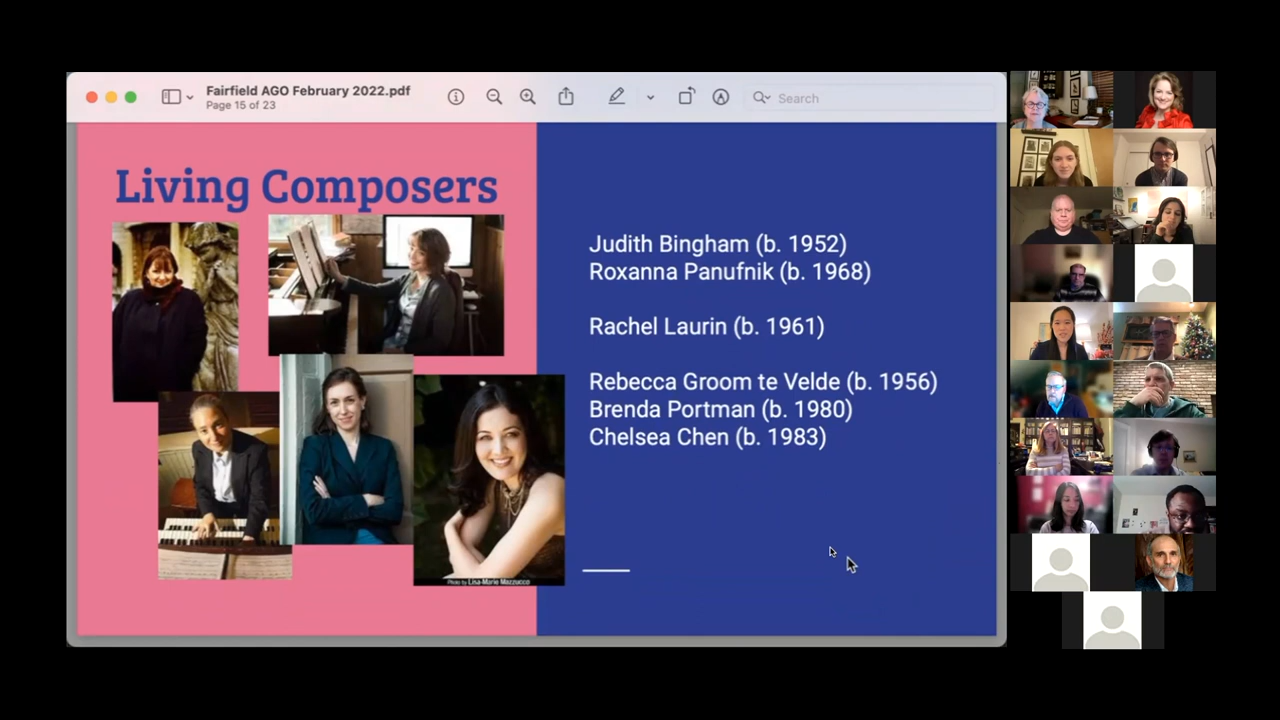 Fairfield AGO February 2022.pdf
Page 15 of 23
Search
Living Composers
Judith Bingham (b. 1952)
Roxanna Panufnik (b. 1968)
Rachel Laurin (b. 1961)
Rebecca Groom te Velde (b. 1956)
Brenda Portman (b. 1980)
Chelsea Chen (b. 1983)
Photo by Lisa-Marie Mazzucco